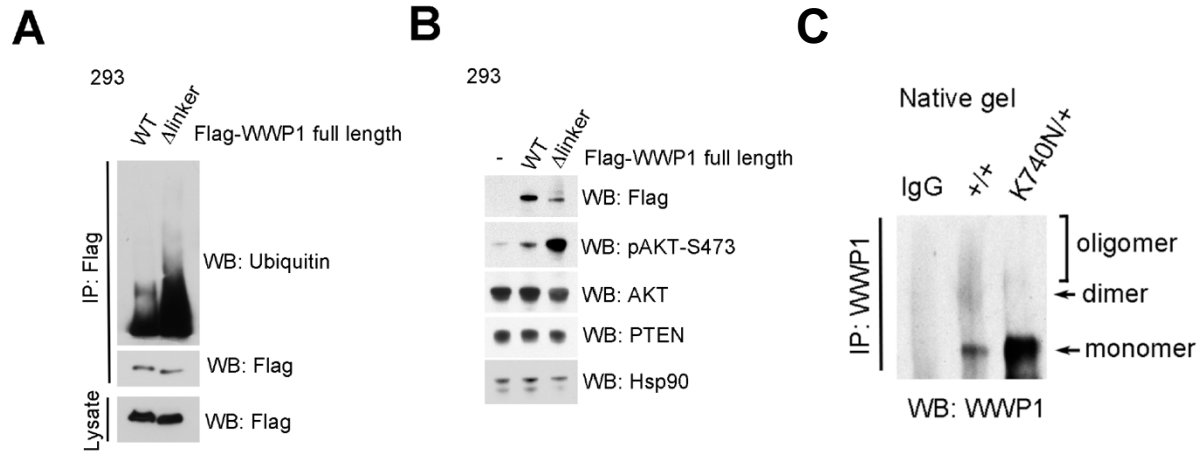 A
293
WT
Δlinker
Flag-WWP1 full length
IP: Flag
WB: Ubiquitin
WB: Flag
Lysate
WB: Flag
B
293
-
WT
Δlinker
Flag-WWP1 full length
WB: Flag
WB: pAKT-S473
WB: AKT
WB: PTEN
WB: Hsp90
C
Native gel
IgG
+/+
K740N/+
IP: WWP1
oligomer
dimer
monomer
WB: WWP1